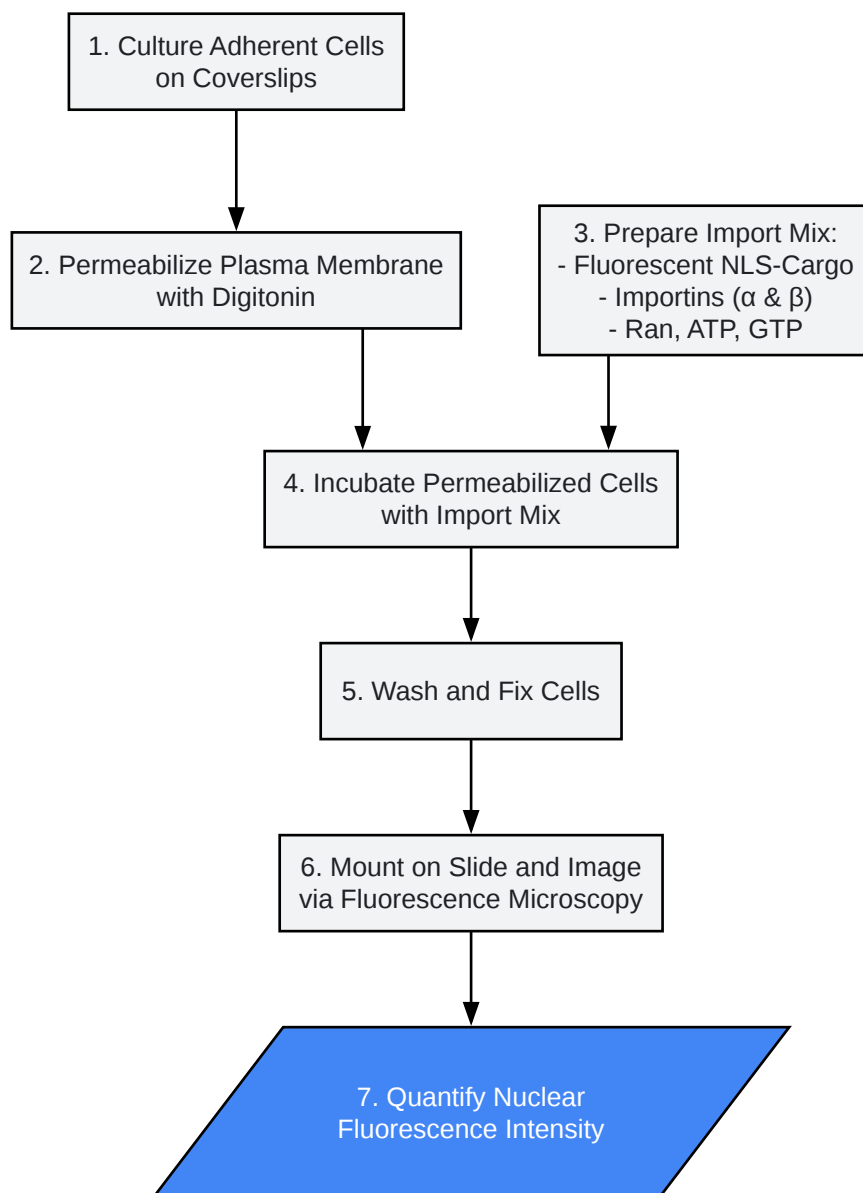 1. Culture Adherent Cells
on Coverslips
2. Permeabilize Plasma Membrane
with Digitonin
3. Prepare Import Mix:
- Fluorescent NLS-Cargo
- Importins (α & β)
- Ran, ATP, GTP
4. Incubate Permeabilized Cells
with Import Mix
5. Wash and Fix Cells
6. Mount on Slide and Image
via Fluorescence Microscopy
7. Quantify Nuclear
Fluorescence Intensity